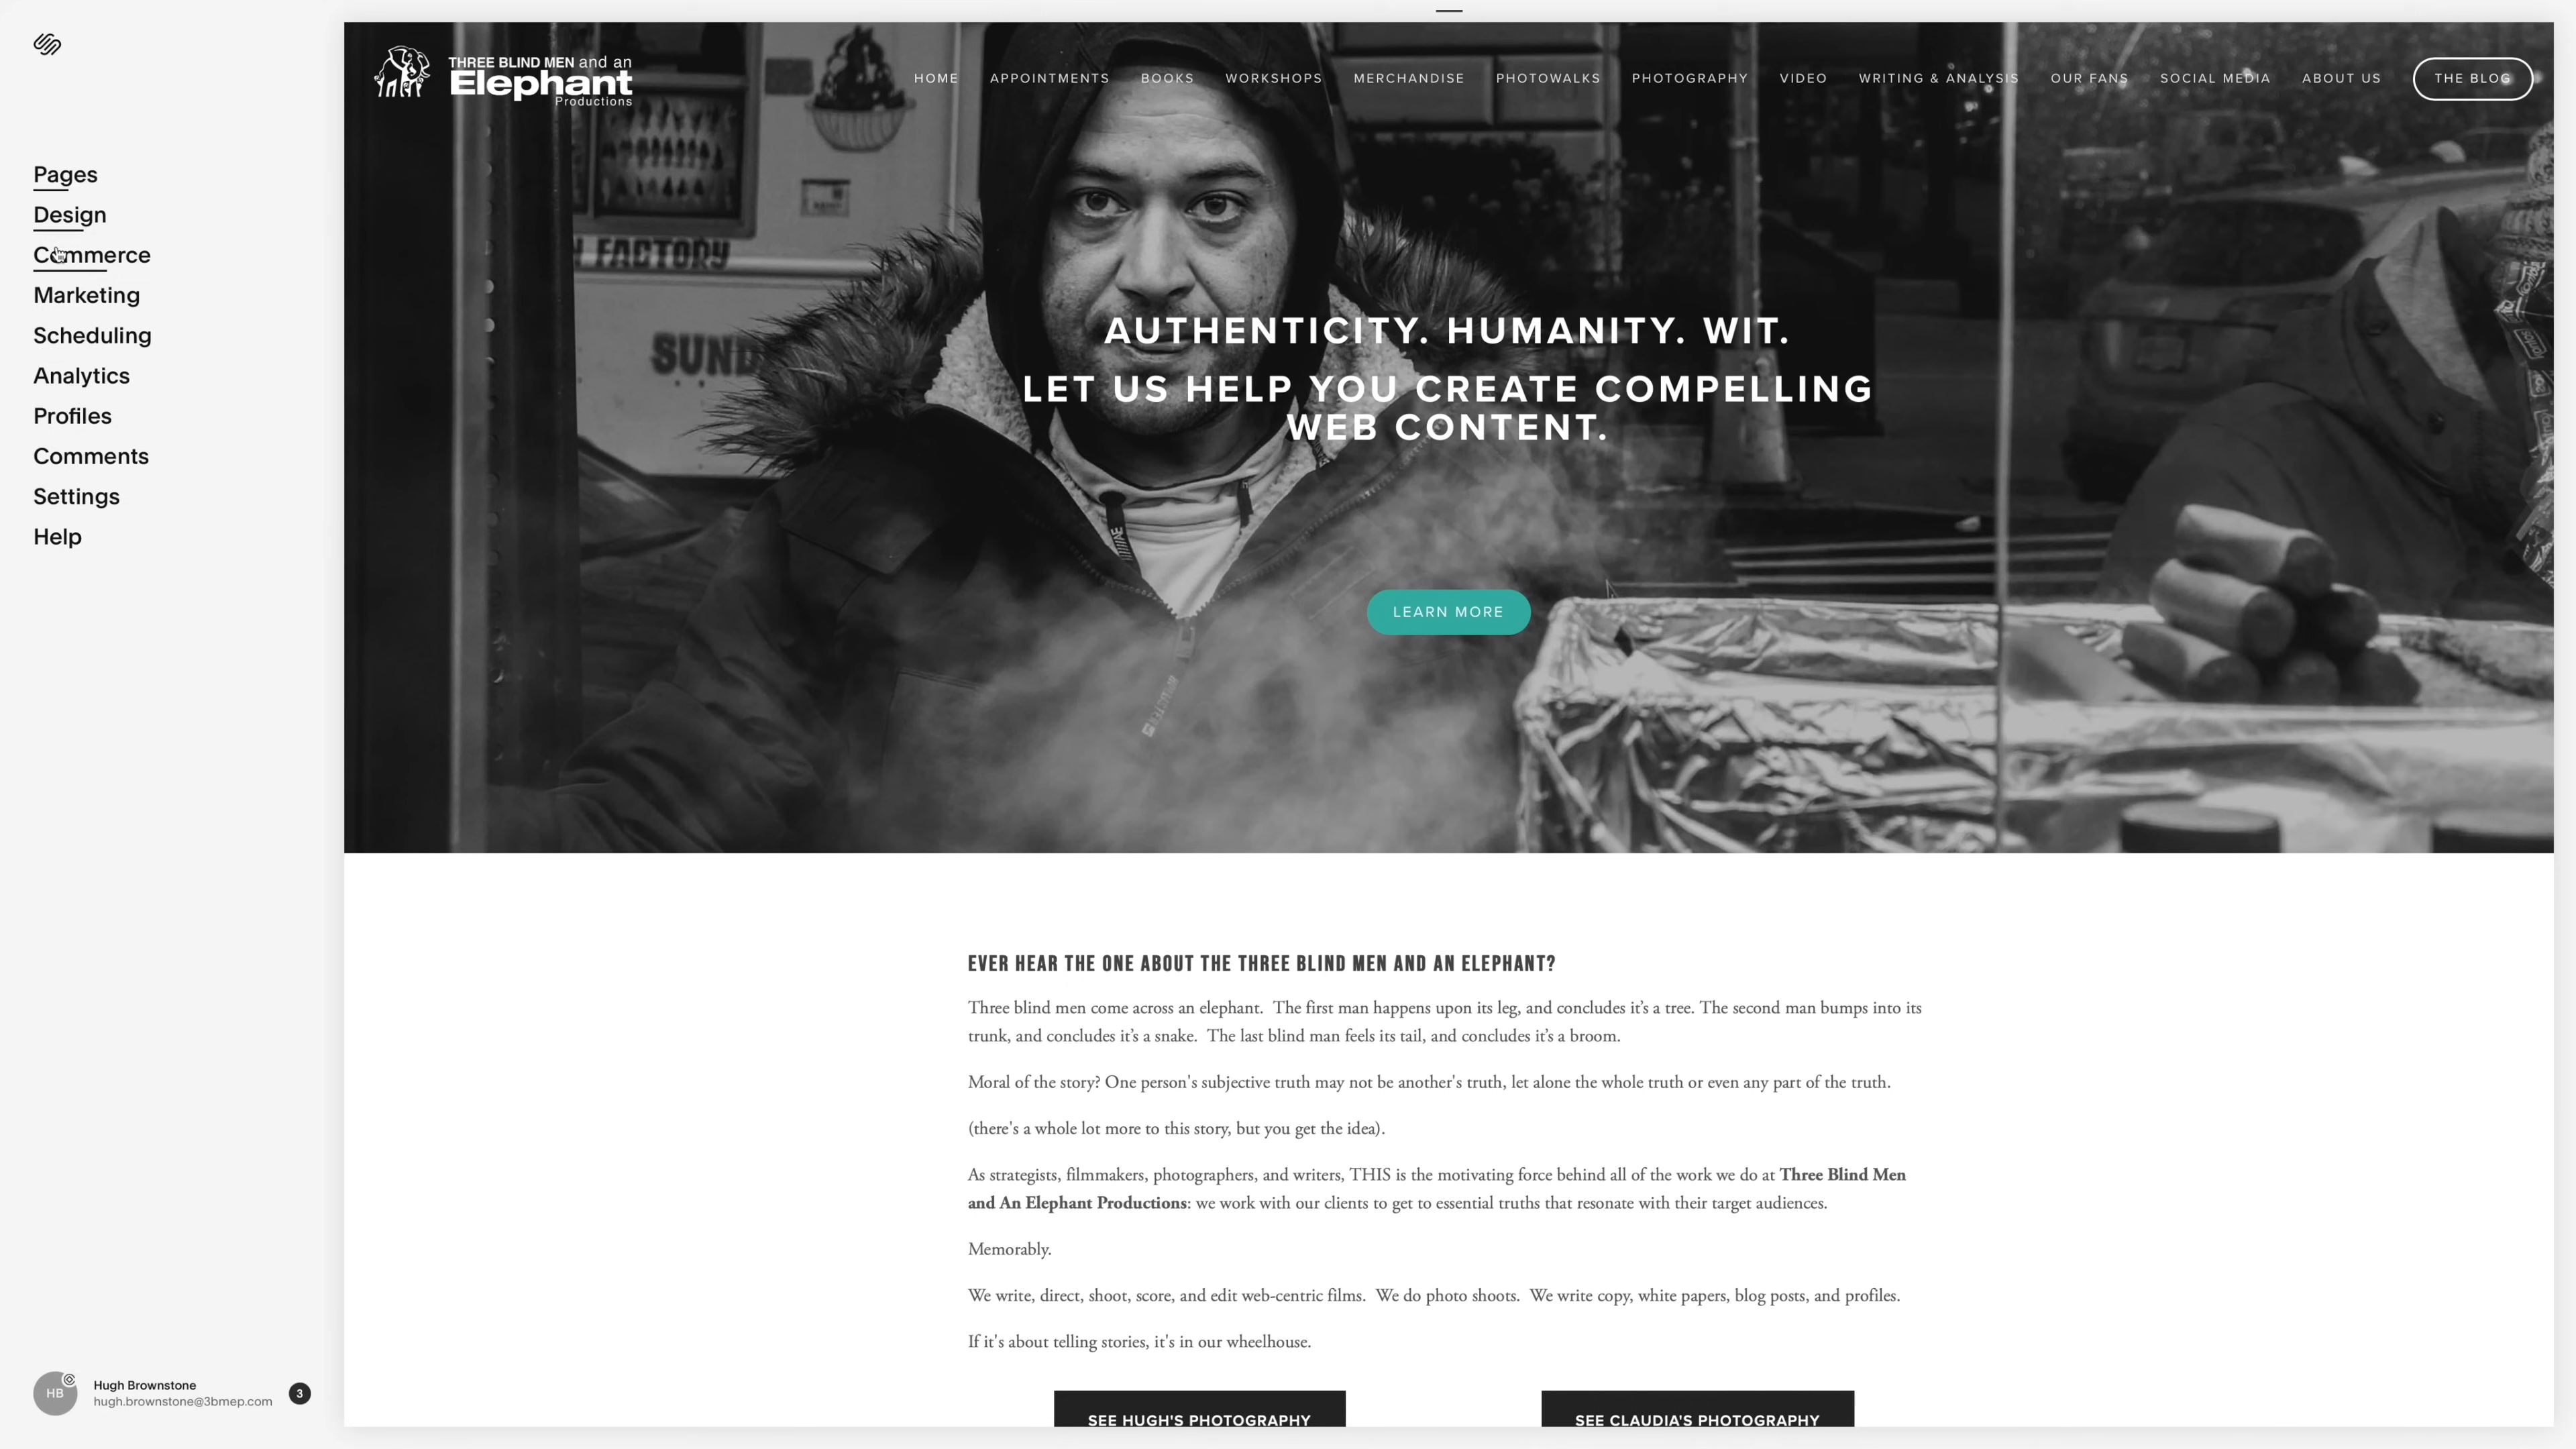 Pages
Design
Commerce
Marketing
Scheduling
Analytics
Profiles
Comments
Settings
Help
HB
Hugh Brownstone
hugh.brownstone@3bmep.com
3
THREE BLIND MEN and an
Elephant
Productions
HOME APPOINTMENTS BOOKS WORKSHOPS MERCHANDISE PHOTOWALKS PHOTOGRAPHY VIDEO WRITING & ANALYSIS OUR FANS SOCIAL MEDIA ABOUT US THE BLOG
FACTORY
SUND
AUTHENTICITY. HUMANITY. WIT.
LET US HELP YOU CREATE COMPELLING
WEB CONTENT.
LEARN MORE
EVER HEAR THE ONE ABOUT THE THREE BLIND MEN AND AN ELEPHANT?
Three blind men come across an elephant.  The first man happens upon its leg, and concludes it’s a tree. The second man bumps into its
trunk, and concludes it’s a snake.  The last blind man feels its tail, and concludes it’s a broom.
Moral of the story? One person's subjective truth may not be another's truth, let alone the whole truth or even any part of the truth.
(there's a whole lot more to this story, but you get the idea).
As strategists, filmmakers, photographers, and writers, THIS is the motivating force behind all of the work we do at Three Blind Men
and An Elephant Productions: we work with our clients to get to essential truths that resonate with their target audiences.
Memorably.
We write, direct, shoot, score, and edit web-centric films.  We do photo shoots.  We write copy, white papers, blog posts, and profiles.
If it's about telling stories, it's in our wheelhouse.
SEE HUGH'S PHOTOGRAPHY
SEE CLAUDIA'S PHOTOGRAPHY